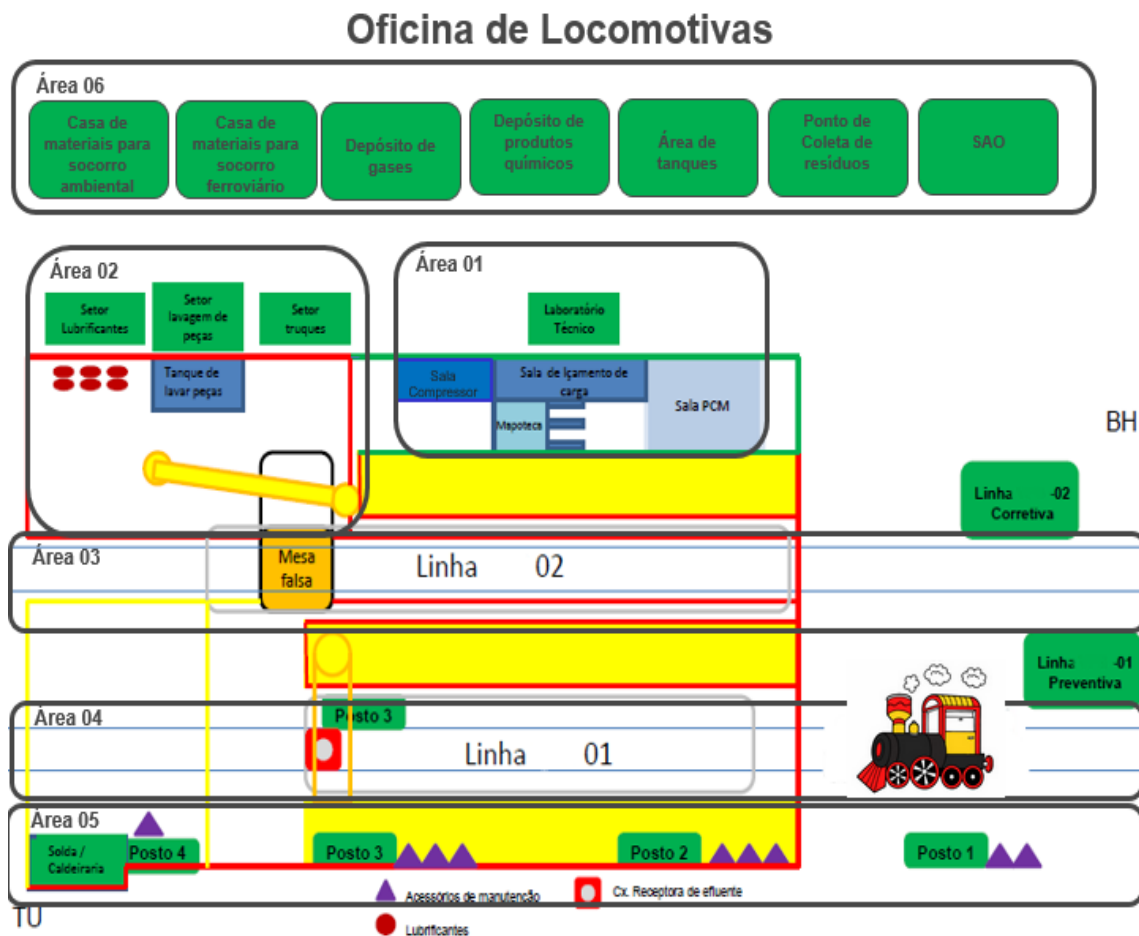 Oficina de Locomotivas
Área 06
Casa de
materiais para
socorro
ambiental
Casa de
materiais para
socorro
ferroviário
Depósito de
gases
Depósito de
produtos
químicos
Área de
tanques
Ponto de
Coleta de
resíduos
SAO
Área 02
Setor
Lubrificantes
Setor
lavagem de
peças
Setor
truques
Tanque de
lavar peças
Área 01
Laboratório
Técnico
Sala
Compressor
Sala de Içamento de
carga
Mapoteca
Sala PCM
BH
Linha -02
Corretiva
Área 03
Mesa
falsa
Linha 02
Linha -01
Preventiva
Área 04
Posto 3
Linha 01
Área 05
Solda /
Caldeiraria
Posto 4
Posto 3
Posto 2
Posto 1
Acessórios de manutenção
Cx. Receptora de efluente
TU
Lubrificantes